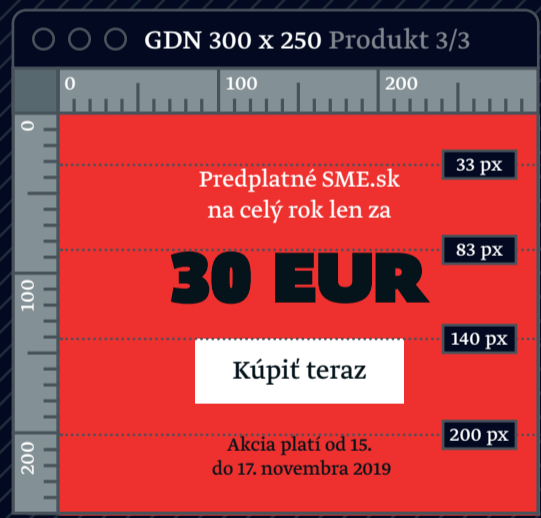 GDN 300 x 250 Produkt 3/3
0 100 200
0
33 px
Predplatné SME.sk
na celý rok len za
83 px
30 EUR
100
140 px
Kúpiť teraz
200 px
200
Akcia platí od 15.
do 17. novembra 2019